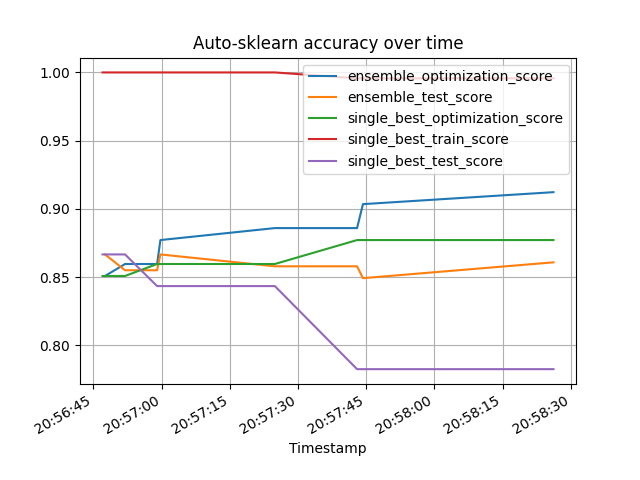 Auto-sklearn accuracy over time
1.00
0.95
0.90
0.85
0.80
ensemble_optimization_score
ensemble_test_score
single_best_optimization_score
single_best_train_score
single_best_test_score
20:56:45
20:57:00
20:57:15
20:57:30
20:57:45
20:58:00
20:58:15
20:58:30
Timestamp